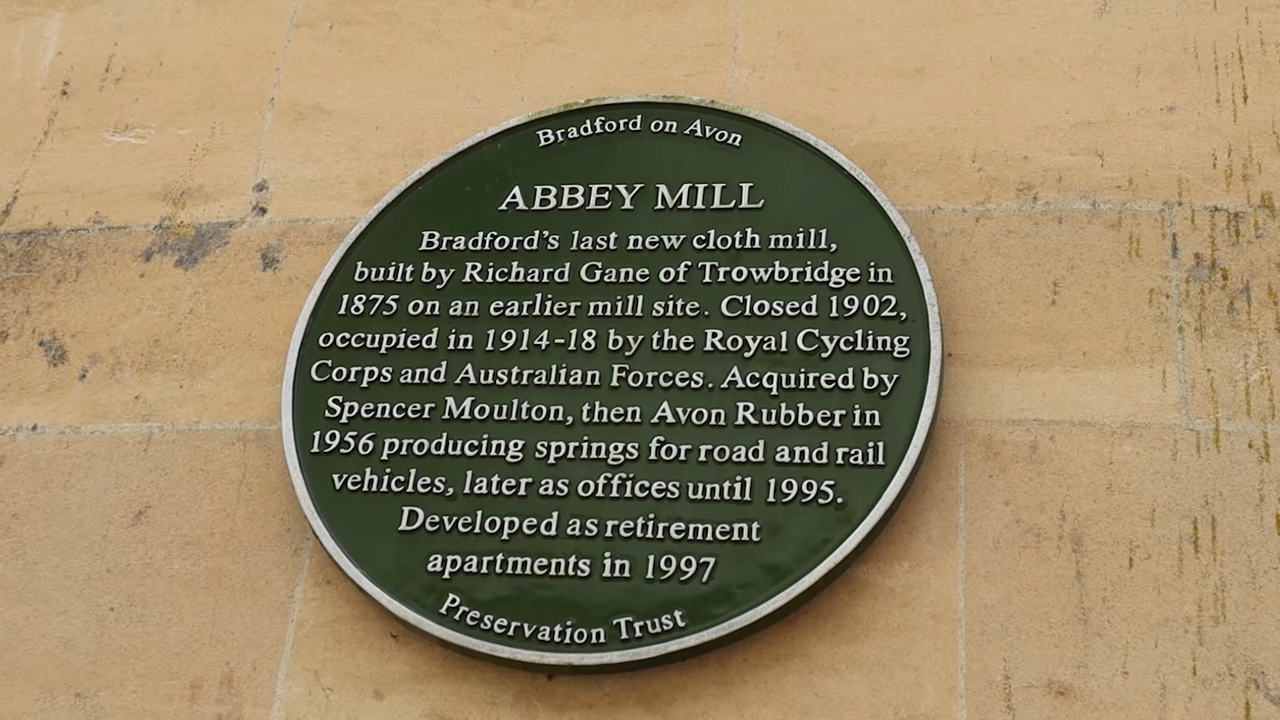 Bradford on Avon
ABBEY MILL
Bradford's last new cloth mill,
built by Richard Gane of Trowbridge in
1875 on an earlier mill site. Closed 1902,
occupied in 1914-18 by the Royal Cycling
Corps and Australian Forces. Acquired by
Spencer Moulton, then Avon Rubber in
1956 producing springs for road and rail
vehicles, later as offices until 1995.
Developed as retirement
apartments in 1997
Preservation Trust